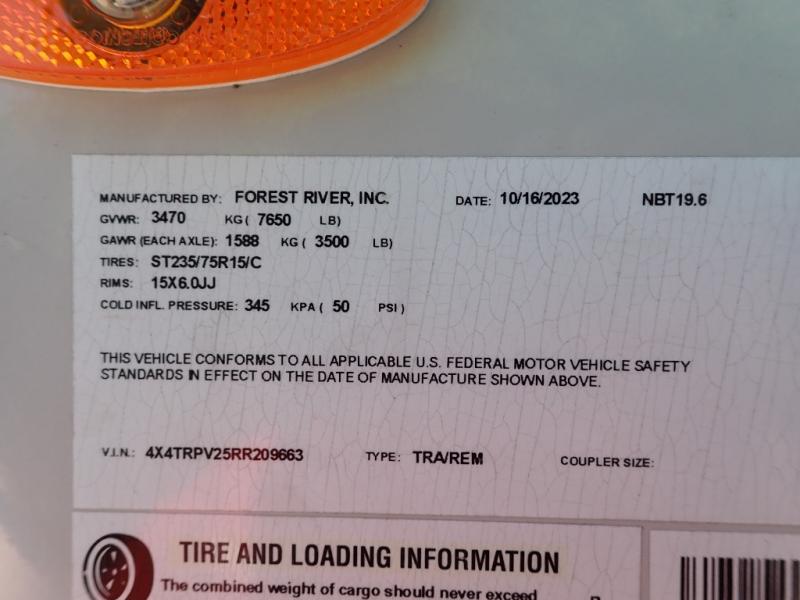 MANUFACTURED BY: FOREST RIVER, INC. DATE: 10/16/2023 NBT19.6
GVWR: 3470 KG ( 7650 LB)
GAWR (EACH AXLE): 1588 KG ( 3500 LB)
TIRES: ST235/75R15/C
RIMS: 15X6.0JJ
COLD INFL. PRESSURE: 345 KPA ( 50 PSI )
THIS VEHICLE CONFORMS TO ALL APPLICABLE U.S. FEDERAL MOTOR VEHICLE SAFETY
STANDARDS IN EFFECT ON THE DATE OF MANUFACTURE SHOWN ABOVE.
V.I.N.: 4X4TRPV25RR209663 TYPE: TRA/REM COUPLER SIZE:
TIRE AND LOADING INFORMATION
The combined weight of cargo should never exceed